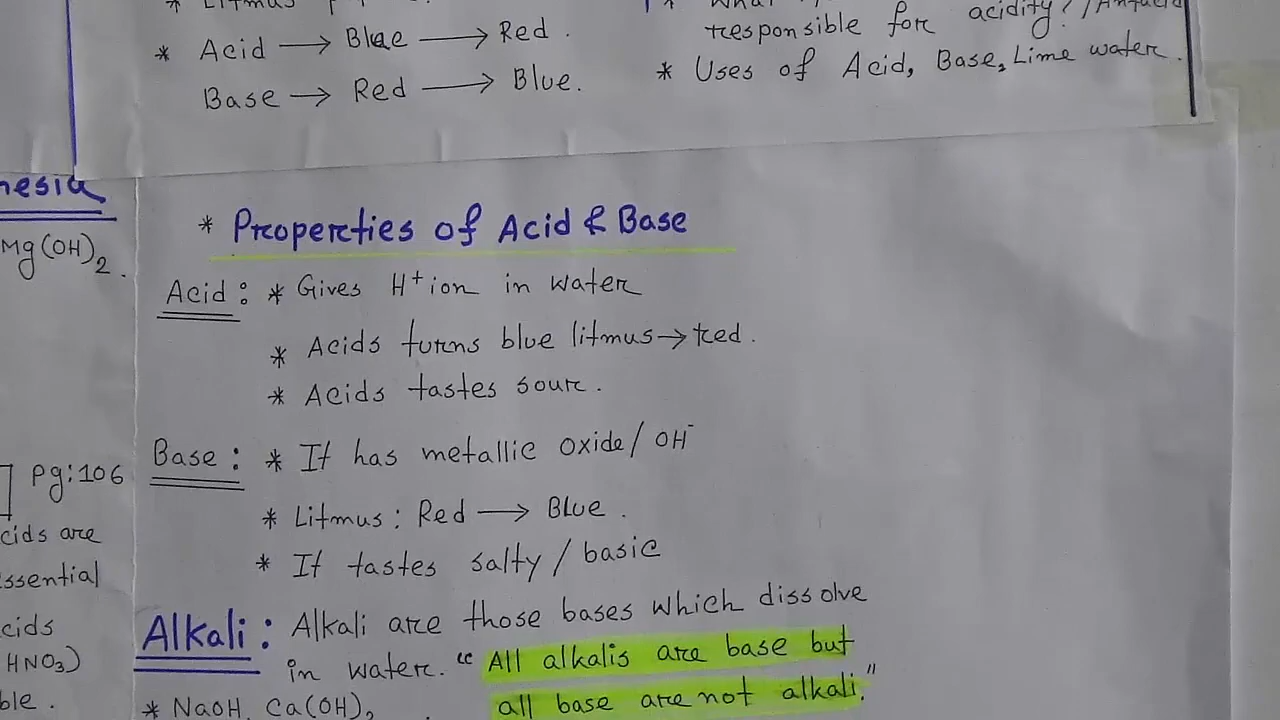 * Litmus
* Acid → Blue → Red.
Base → Red → Blue.
* What
responsible for acidity? / Antacid
* Uses of Acid, Base, Lime water.
nesia
Mg(OH)2.
] Pg:106
cids are
ssential
cids
HNO3)
ble.
* Properties of Acid & Base
Acid: * Gives H+ ion in water
* Acids turns blue litmus → red.
* Acids tastes sour.
Base: * It has metallic oxide/ OH-
* Litmus: Red → Blue.
* It tastes salty / basic
Alkali: Alkali are those bases which dissolve
in water. "All alkalis are base but
all base are not alkali."
* NaOH, Ca(OH)2